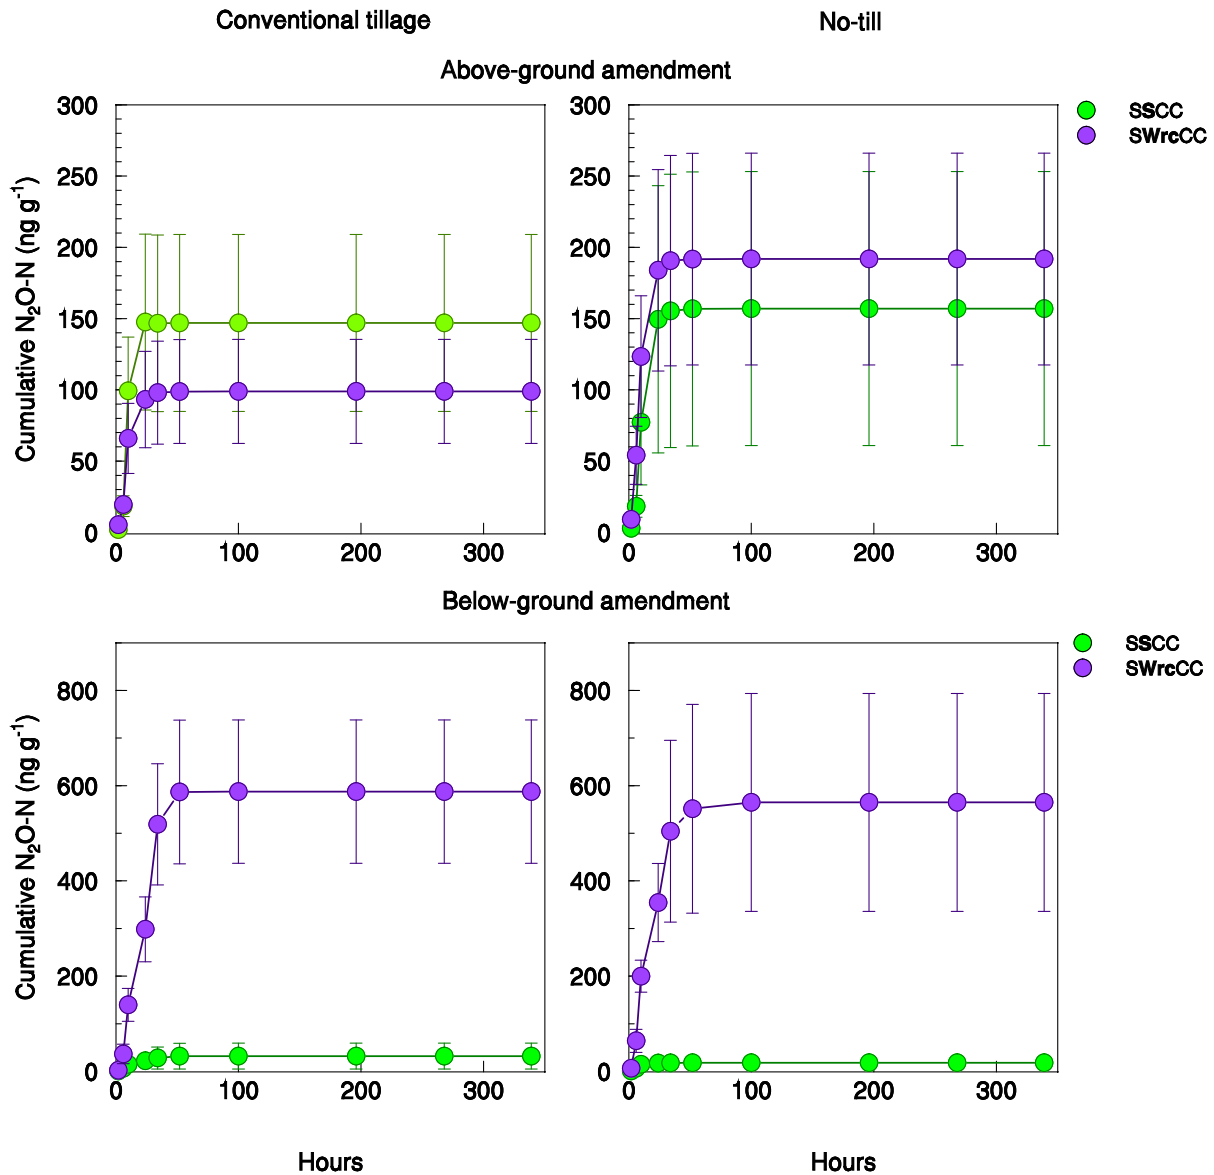 Conventional tillage
No-till
Above-ground amendment
300
250
200
150
100
50
0
0 100 200 300
Cumulative N₂O-N (ng g⁻¹)
300
250
200
150
100
50
0
0 100 200 300
SSCC
SWrcCC
Below-ground amendment
800
600
400
200
0
0 100 200 300
Cumulative N₂O-N (ng g⁻¹)
800
600
400
200
0
0 100 200 300
SSCC
SWrcCC
Hours
Hours